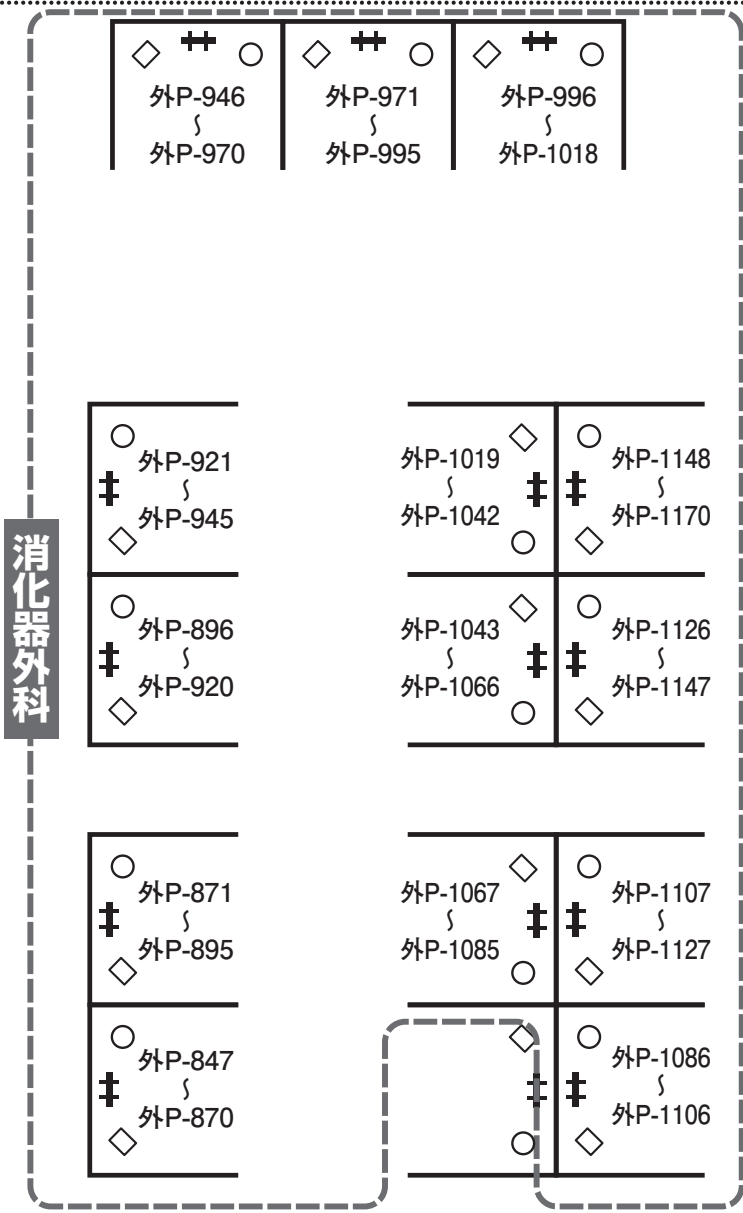 外P-946
〜
外P-970
外P-971
〜
外P-995
外P-996
〜
外P-1018
外P-921
〜
外P-945
外P-1019
〜
外P-1042
外P-1148
〜
外P-1170
消化器外科
外P-896
〜
外P-920
外P-1043
〜
外P-1066
外P-1126
〜
外P-1147
外P-871
〜
外P-895
外P-1067
〜
外P-1085
外P-1107
〜
外P-1127
外P-847
〜
外P-870
外P-1086
〜
外P-1106